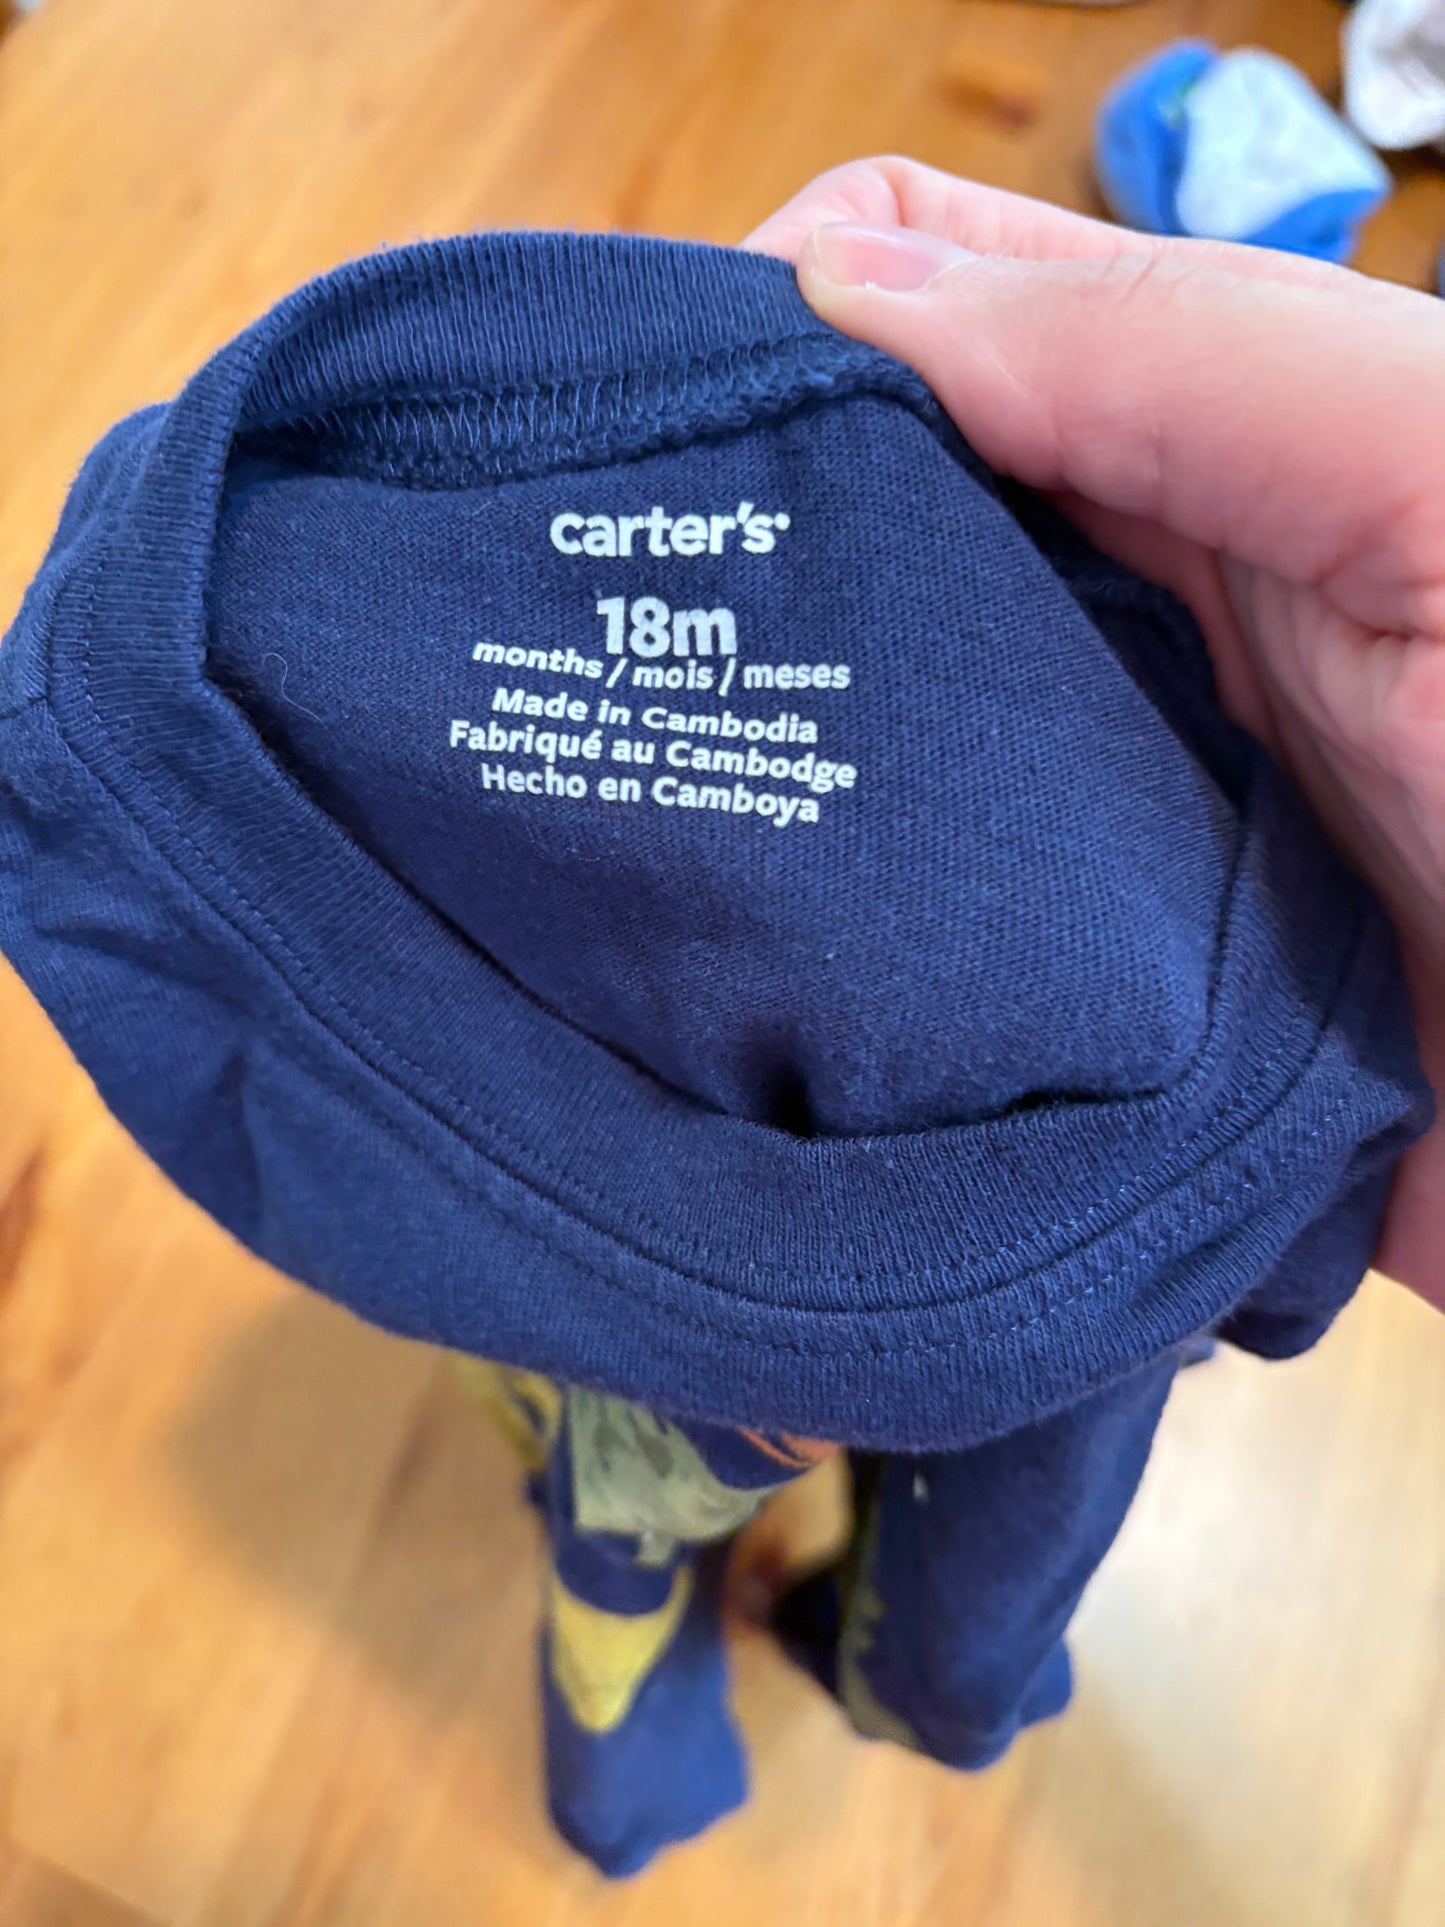 carter's
18m
months / mois / meses
Made in Cambodia
Fabriqué au Cambodge
Hecho en Camboya